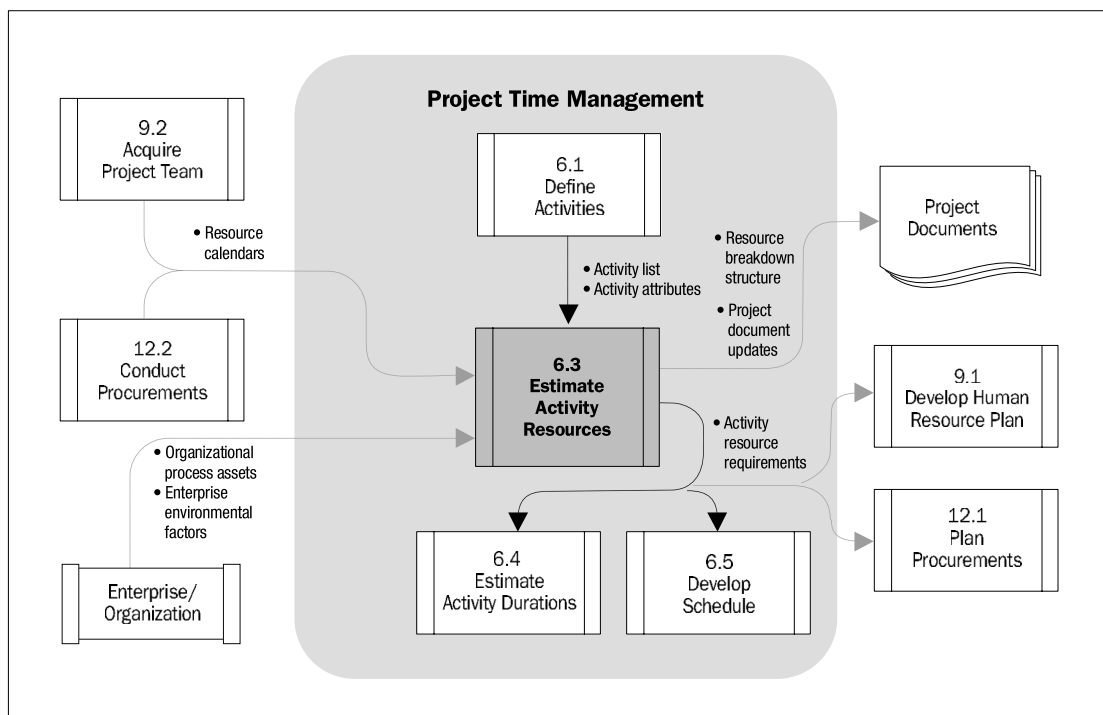 Project Time Management
9.2
Acquire
Project Team
6.1
Define
Activities
Project
Documents
• Resource
calendars
• Resource
breakdown
structure
• Project
document
updates
• Activity list
• Activity attributes
12.2
Conduct
Procurements
6.3
Estimate
Activity
Resources
9.1
Develop Human
Resource Plan
• Activity
resource
requirements
• Organizational
process assets
• Enterprise
environmental
factors
12.1
Plan
Procurements
6.4
Estimate
Activity Durations
6.5
Develop
Schedule
Enterprise/
Organization